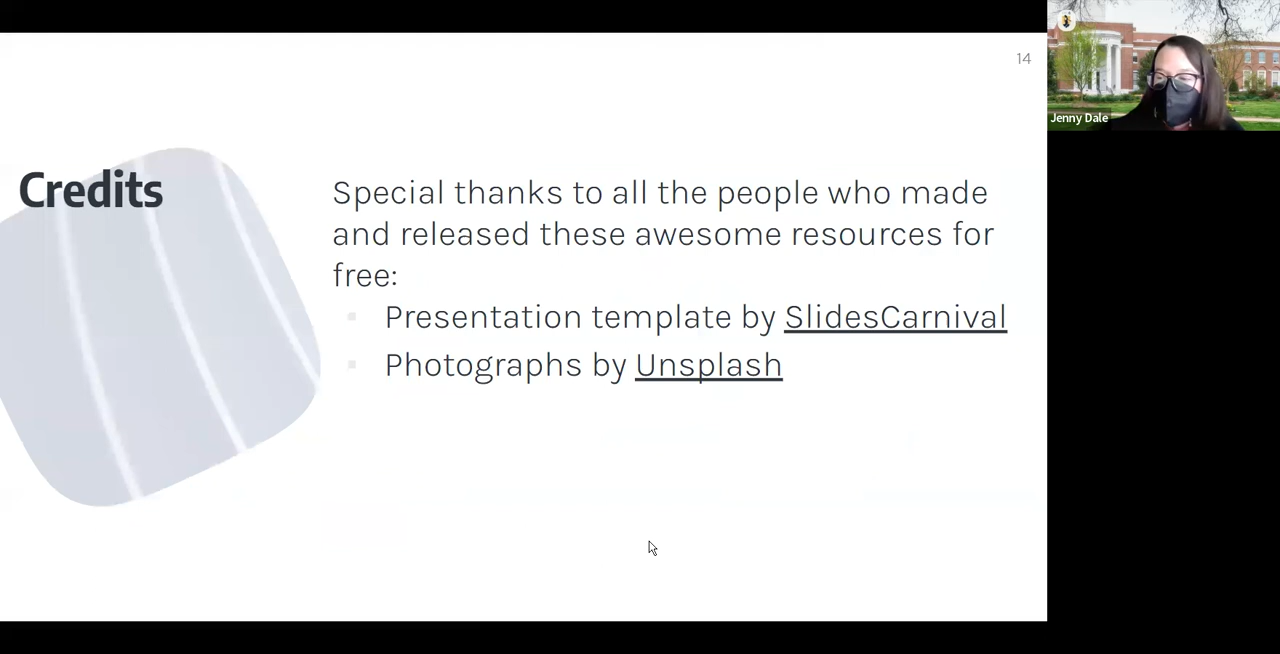 14
Jenny Dale
Credits
Special thanks to all the people who made
and released these awesome resources for
free:
Presentation template by SlidesCarnival
Photographs by Unsplash